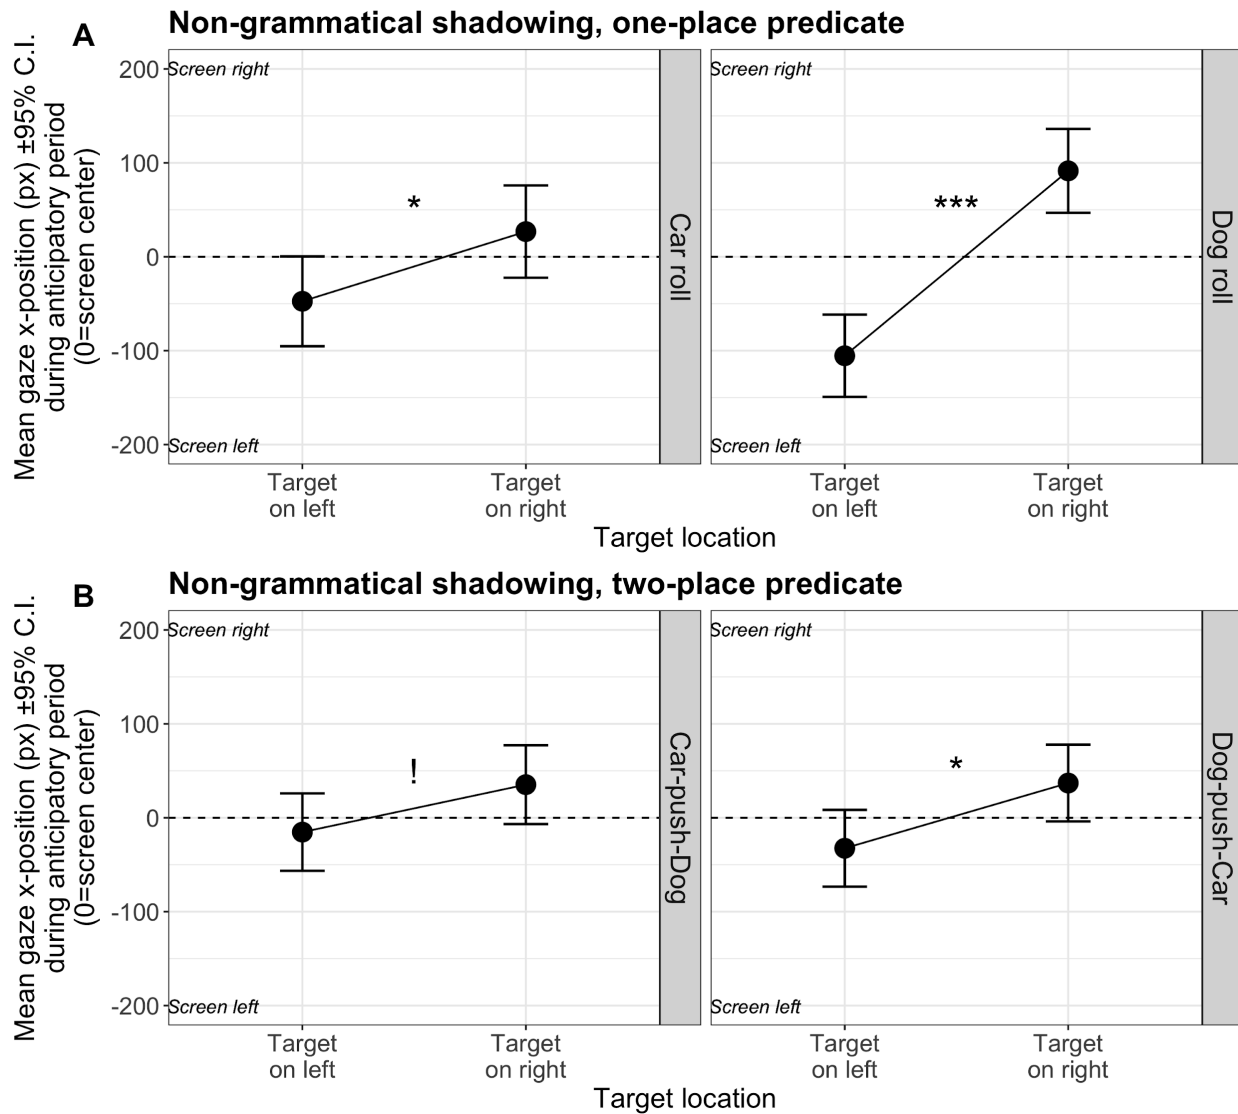 A
Non-grammatical shadowing, one-place predicate
Mean gaze x-position (px) ±95% C.I.
during anticipatory period
(0=screen center)
200
100
0
-100
-200
Screen right
*
Screen left
Car roll
Screen right
***
Screen left
Dog roll
Target
on left
Target
on right
Target
on left
Target
on right
Target location
B
Non-grammatical shadowing, two-place predicate
Mean gaze x-position (px) ±95% C.I.
during anticipatory period
(0=screen center)
200
100
0
-100
-200
Screen right
!
Screen left
Car-push-Dog
Screen right
*
Screen left
Dog-push-Car
Target
on left
Target
on right
Target
on left
Target
on right
Target location